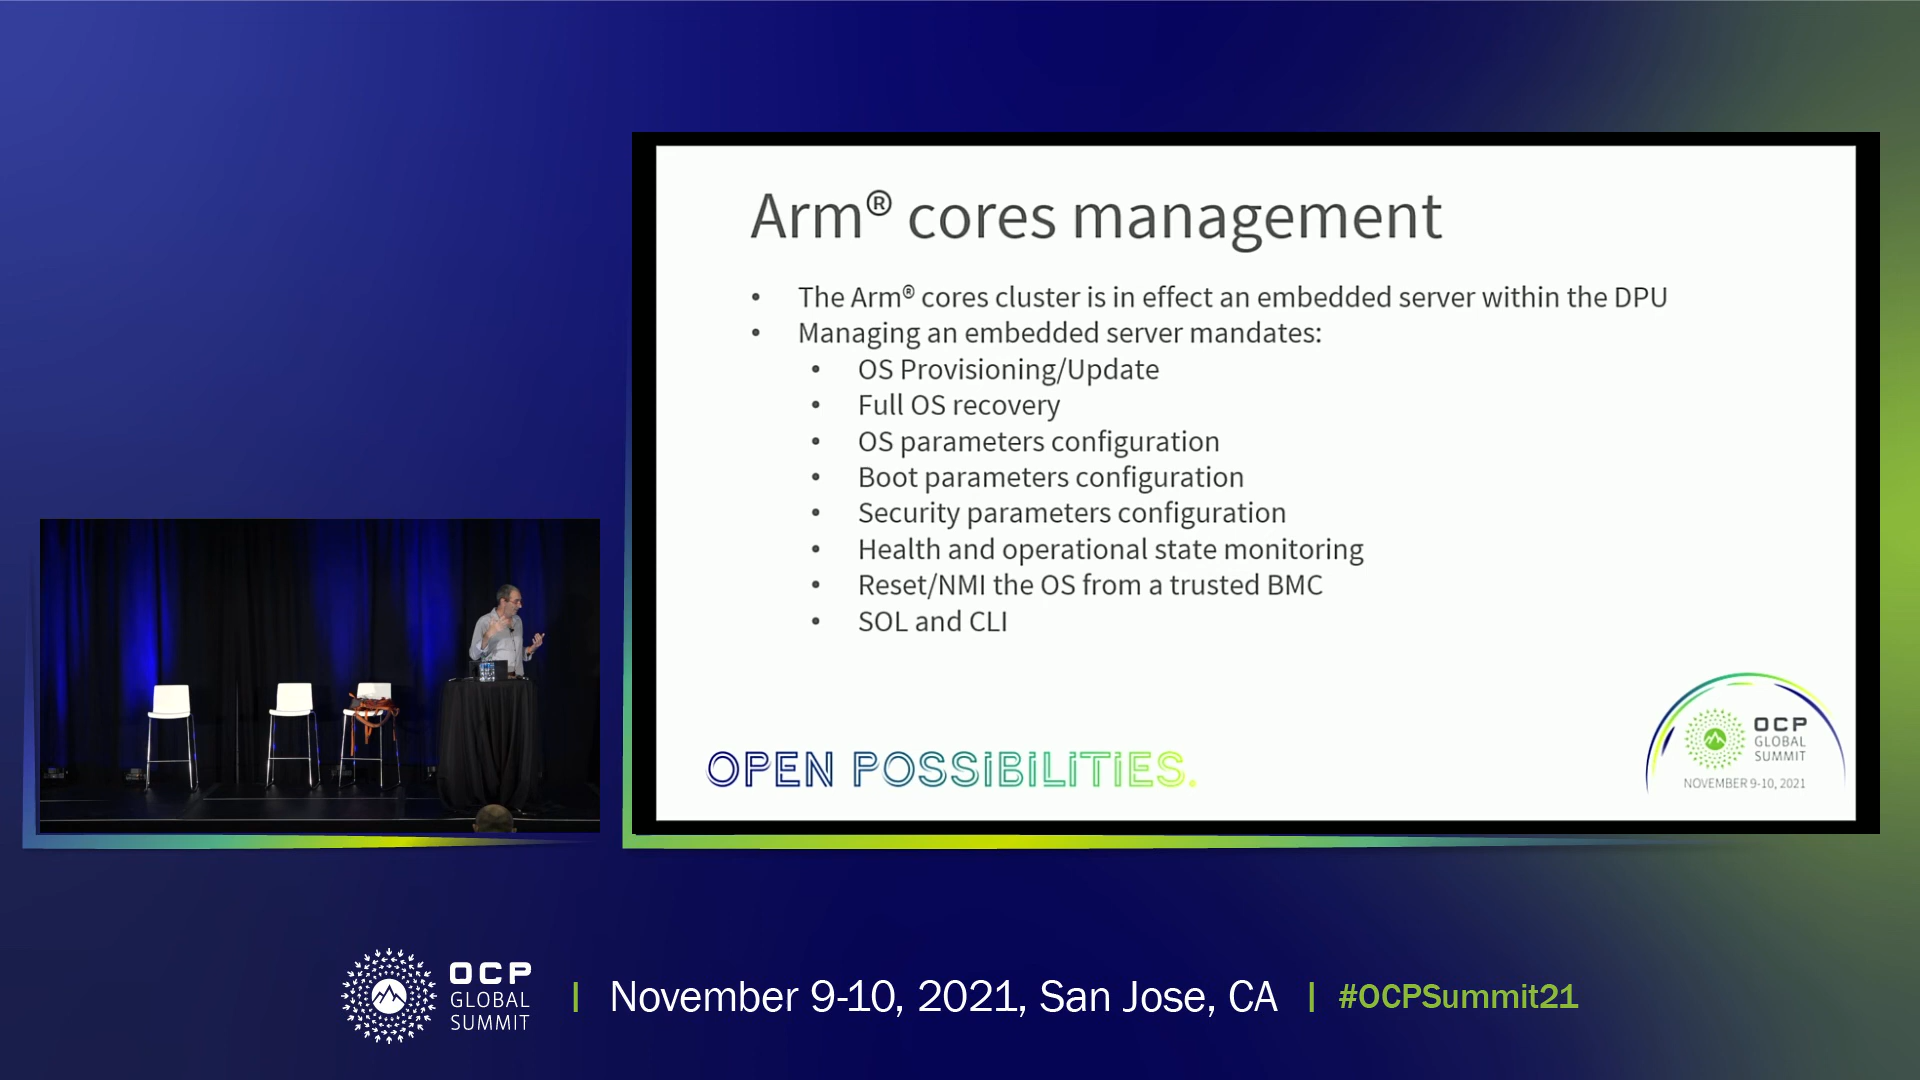 Arm® cores management
• The Arm® cores cluster is in effect an embedded server within the DPU
• Managing an embedded server mandates:
• OS Provisioning/Update
• Full OS recovery
• OS parameters configuration
• Boot parameters configuration
• Security parameters configuration
• Health and operational state monitoring
• Reset/NMI the OS from a trusted BMC
• SOL and CLI
OPEN POSSIBILITIES.
OCP
GLOBAL
SUMMIT
NOVEMBER 9-10, 2021
OCP
GLOBAL
SUMMIT
November 9-10, 2021, San Jose, CA
#OCPSummit21